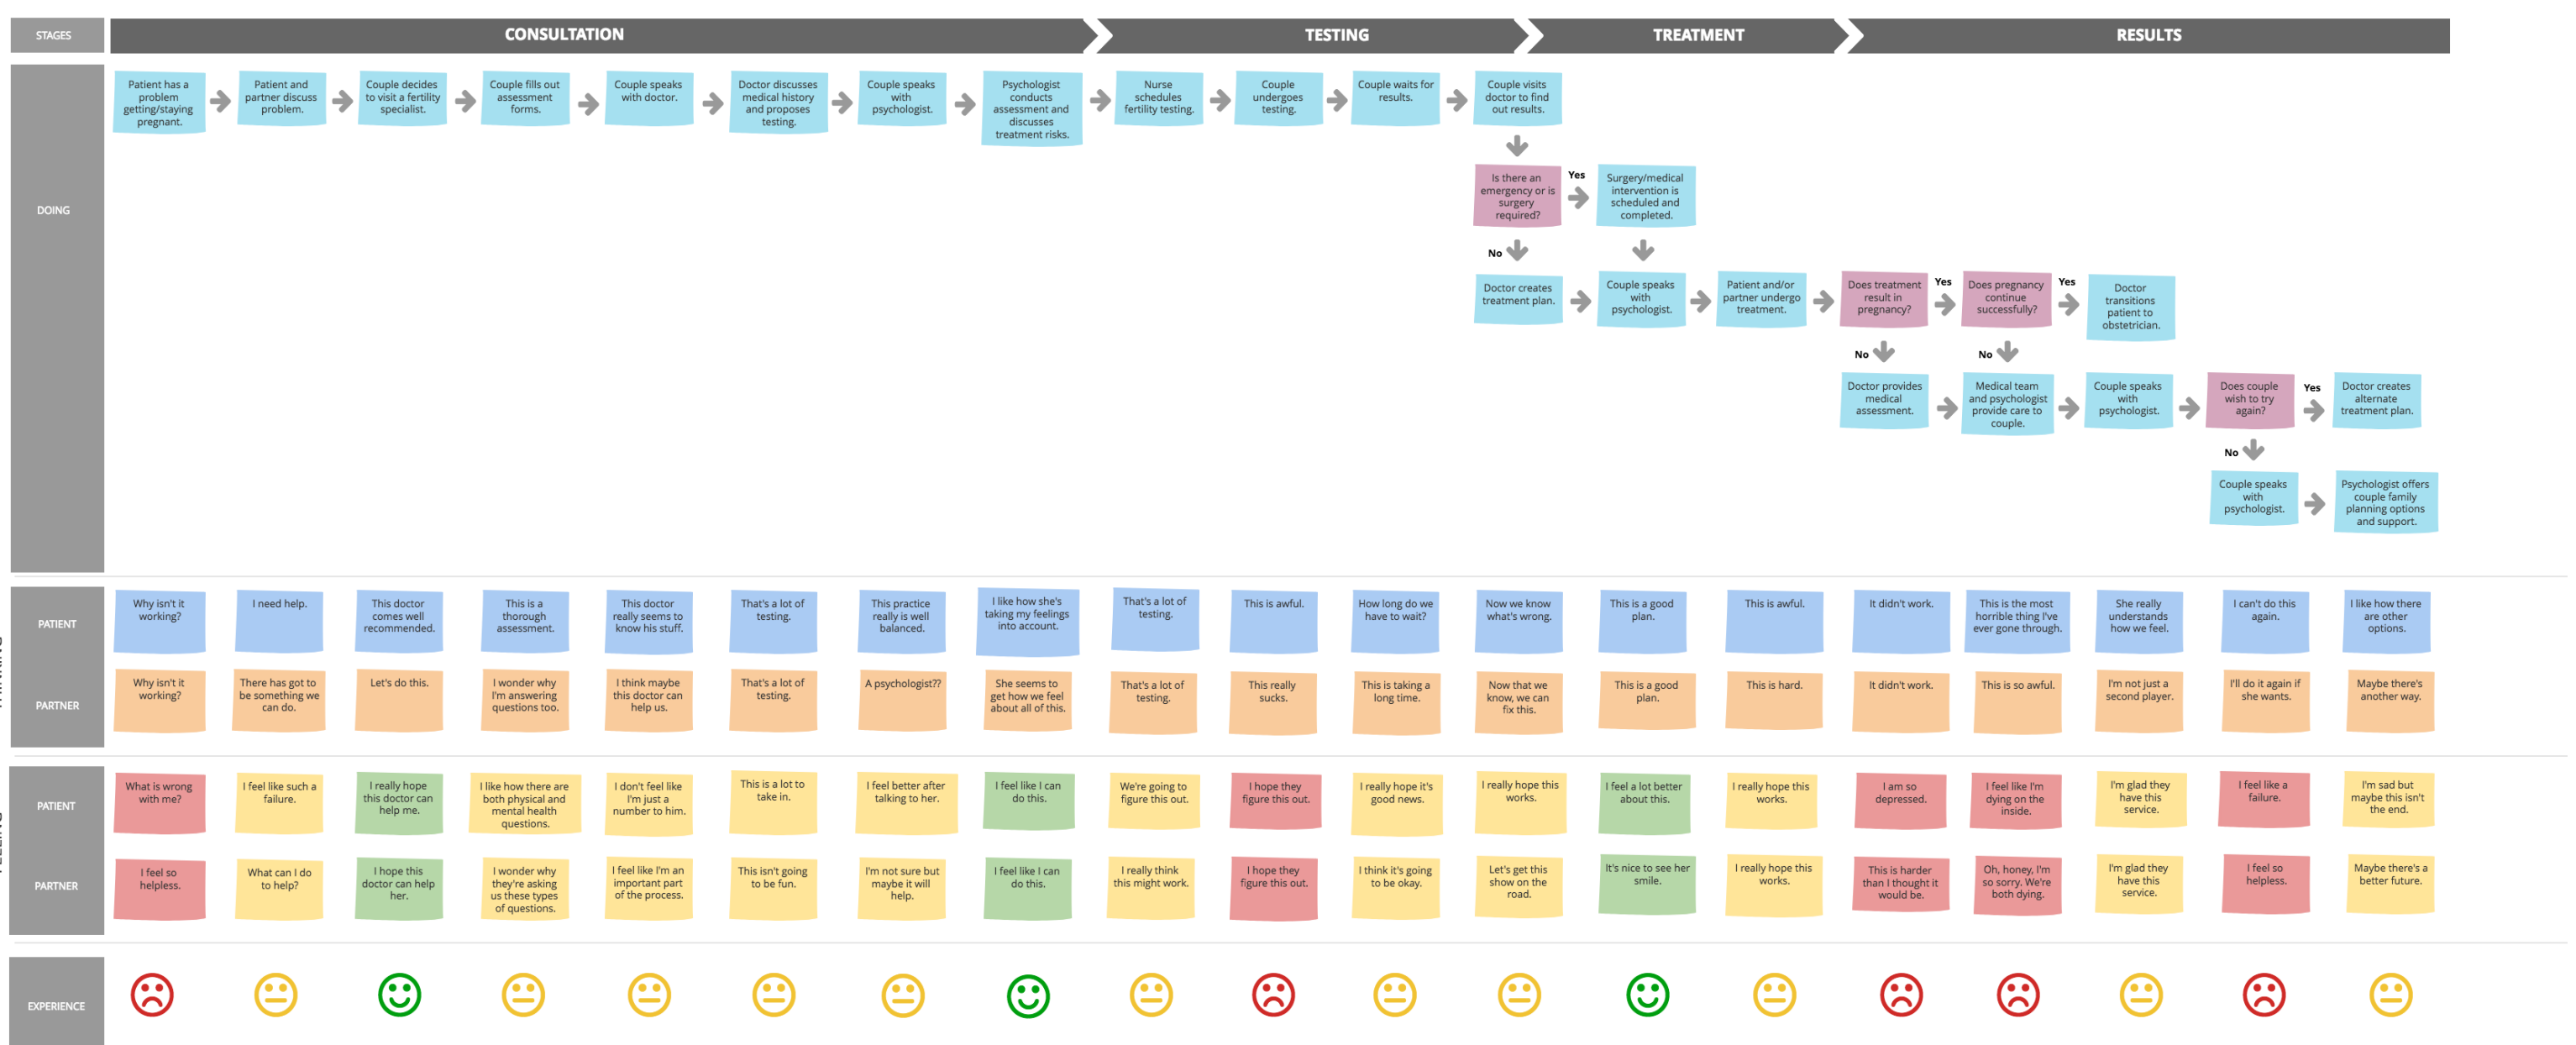 STAGES
CONSULTATION
TESTING
TREATMENT
RESULTS
DOING
Patient has a
problem
getting/staying
pregnant.
Patient and
partner discuss
problem.
Couple decides
to visit a fertility
specialist.
Couple fills out
assessment
forms.
Couple speaks
with doctor.
Doctor discusses
medical history
and proposes
testing.
Couple speaks
with
psychologist.
Psychologist
conducts
assessment and
discusses
treatment risks.
Nurse
schedules
fertility testing.
Couple
undergoes
testing.
Couple waits for
results.
Couple visits
doctor to find
out results.
Is there an
emergency or is
surgery
required?
Yes
Surgery/medical
intervention is
scheduled and
completed.
No
Doctor creates
treatment plan.
Couple speaks
with
psychologist.
Patient and/or
partner undergo
treatment.
Does treatment
result in
pregnancy?
Yes
Does pregnancy
continue
successfully?
Yes
Doctor
transitions
patient to
obstetrician.
No
No
Doctor provides
medical
assessment.
Medical team
and psychologist
provide care to
couple.
Couple speaks
with
psychologist.
Does couple
wish to try
again?
Yes
Doctor creates
alternate
treatment plan.
No
Couple speaks
with
psychologist.
Psychologist offers
couple family
planning options
and support.
PATIENT
Why isn't it
working?
I need help.
This doctor
comes well
recommended.
This is a
thorough
assessment.
This doctor
really seems to
know his stuff.
That's a lot of
testing.
This practice
really is well
balanced.
I like how she's
taking my feelings
into account.
That's a lot of
testing.
This is awful.
How long do we
have to wait?
Now we know
what's wrong.
This is a good
plan.
This is awful.
It didn't work.
This is the most
horrible thing I've
ever gone through.
She really
understands
how we feel.
I can't do this
again.
I like how there
are other
options.
PARTNER
Why isn't it
working?
There has got to
be something we
can do.
Let's do this.
I wonder why
I'm answering
questions too.
I think maybe
this doctor can
help us.
That's a lot of
testing.
A psychologist??
She seems to
get how we feel
about all of this.
That's a lot of
testing.
This really
sucks.
This is taking a
long time.
Now that we
know, we can
fix this.
This is a good
plan.
This is hard.
It didn't work.
This is so awful.
I'm not just a
second player.
I'll do it again if
she wants.
Maybe there's
another way.
PATIENT
What is wrong
with me?
I feel like such a
failure.
I really hope
this doctor can
help me.
I like how there are
both physical and
mental health
questions.
I don't feel like
I'm just a
number to him.
This is a lot to
take in.
I feel better after
talking to her.
I feel like I can
do this.
We're going to
figure this out.
I hope they
figure this out.
I really hope it's
good news.
I really hope this
works.
I feel a lot better
about this.
I really hope this
works.
I am so
depressed.
I feel like I'm
dying on the
inside.
I'm glad they
have this
service.
I feel like a
failure.
I'm sad but
maybe this isn't
the end.
PARTNER
I feel so
helpless.
What can I do
to help?
I hope this
doctor can help
her.
I wonder why
they're asking
us these types
of questions.
I feel like I'm an
important part
of the process.
This isn't going
to be fun.
I'm not sure but
maybe it will
help.
I feel like I can
do this.
I really think
this might work.
I hope they
figure this out.
I think it's going
to be okay.
Let's get this
show on the
road.
It's nice to see her
smile.
I really hope this
works.
This is harder
than I thought it
would be.
Oh, honey, I'm
so sorry. We're
both dying.
I'm glad they
have this
service.
I feel so
helpless.
Maybe there's a
better future.
EXPERIENCE